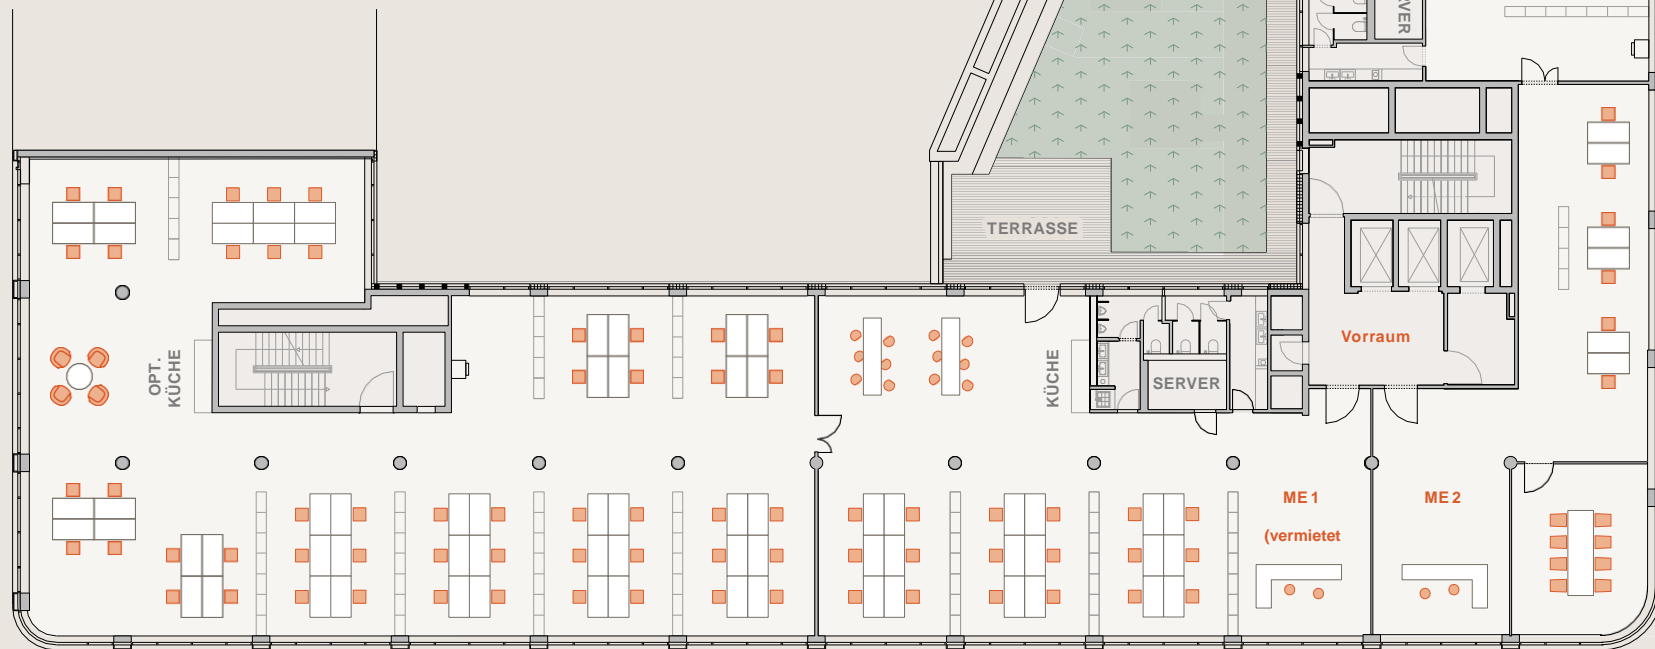 TERRASSE
Vorraum
OPT.
KÜCHE
KÜCHE
SERVER
ME 1
(vermietet
ME 2